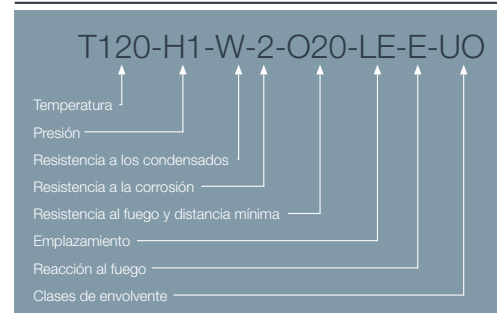 T120-H1-W-2-O20-LE-E-UO
Temperatura
Presión
Resistencia a los condensados
Resistencia a la corrosión
Resistencia al fuego y distancia mínima
Emplazamiento
Reacción al fuego
Clases de envolvente